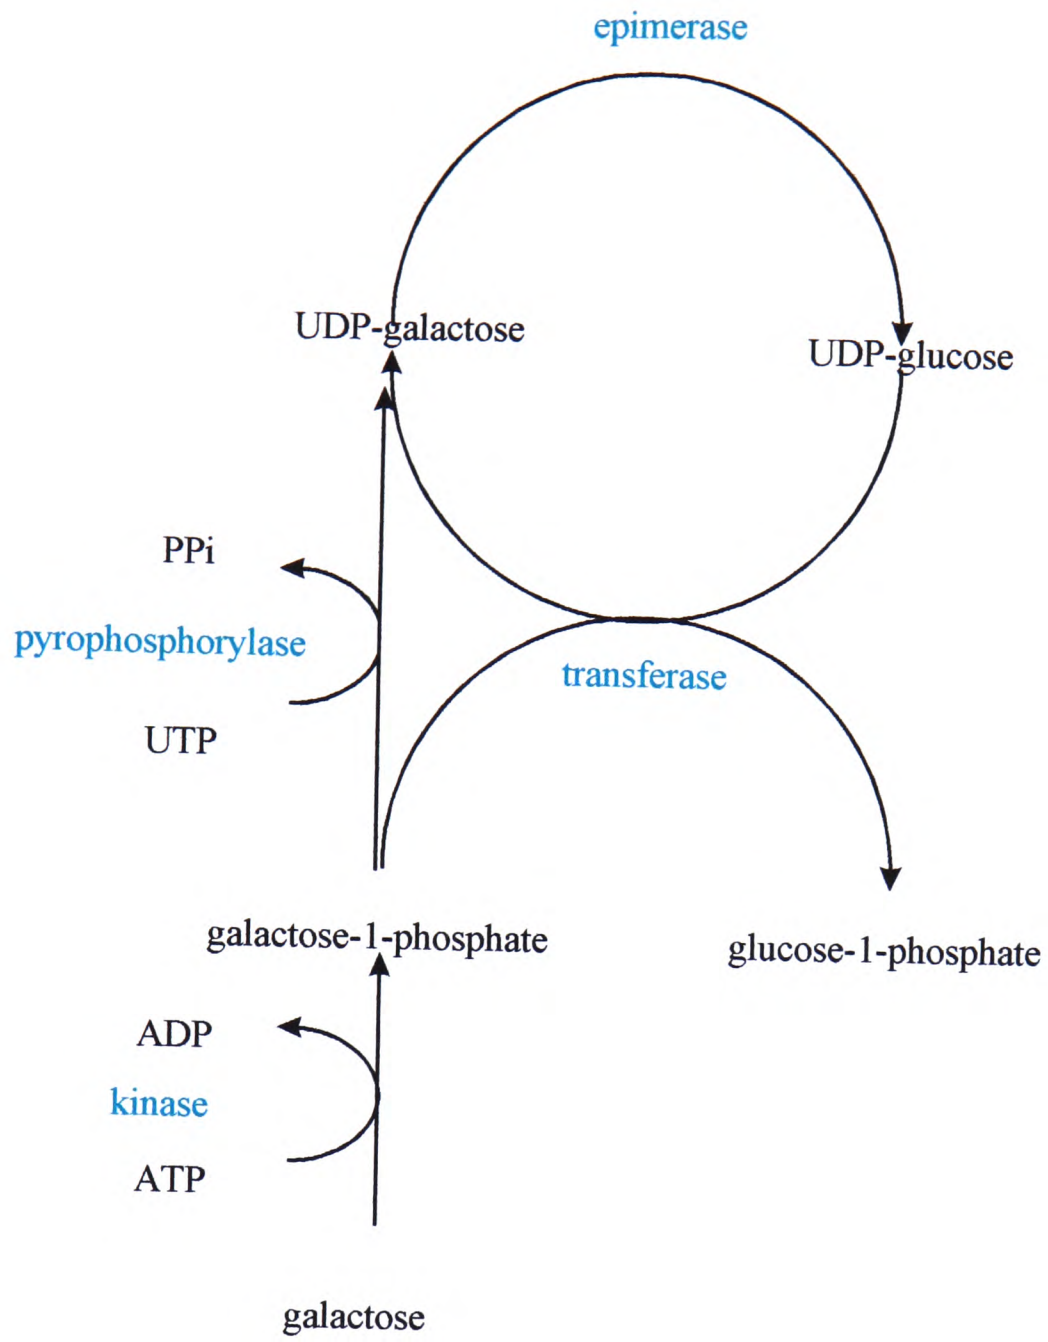 epimerase
UDP-galactose
UDP-glucose
PPi
pyrophosphorylase
transferase
UTP
galactose-1-phosphate
glucose-1-phosphate
ADP
kinase
ATP
galactose